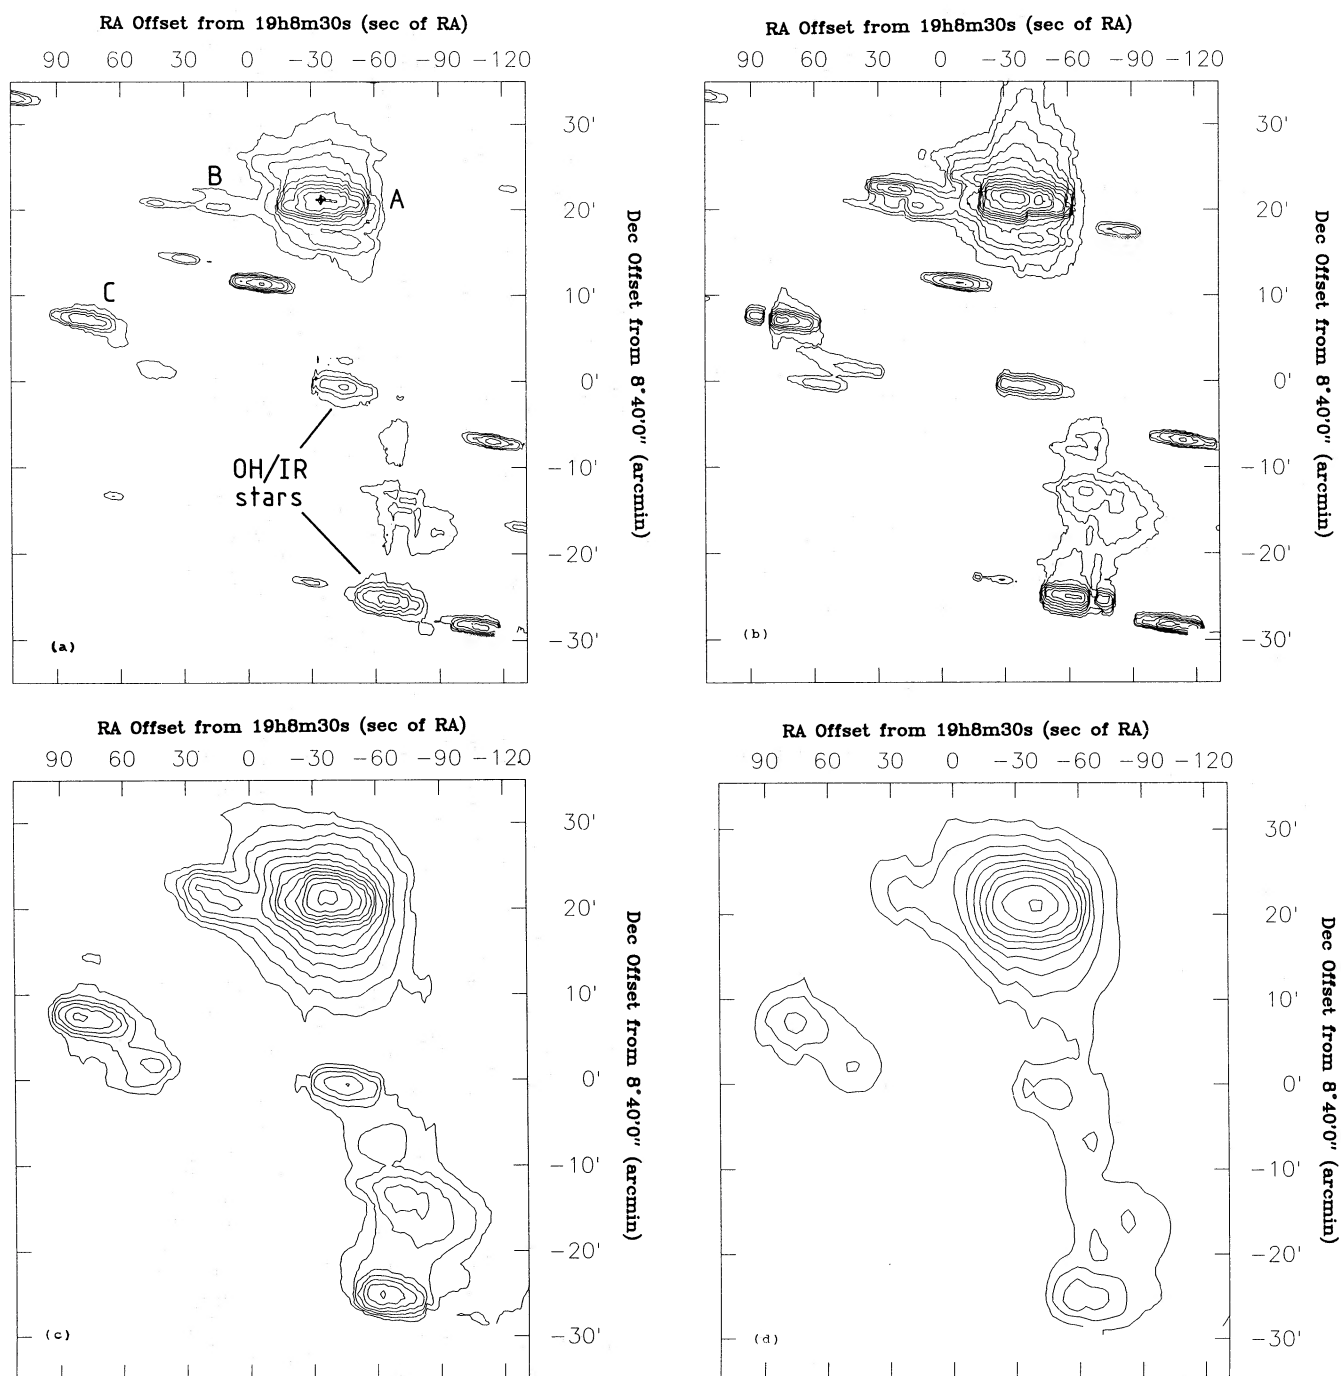 RA Offset from 19h8m30s (sec of RA)
90 60 30 0 −30 −60 −90 −120
30'
20'
10'
0'
−10'
−20'
−30'
Dec Offset from 8°40'0" (arcmin)
B
A
C
OH/IR
stars
(a)
RA Offset from 19h8m30s (sec of RA)
90 60 30 0 −30 −60 −90 −120
30'
20'
10'
0'
−10'
−20'
−30'
Dec Offset from 8°40'0" (arcmin)
(b)
RA Offset from 19h8m30s (sec of RA)
90 60 30 0 −30 −60 −90 −120
30'
20'
10'
0'
−10'
−20'
−30'
Dec Offset from 8°40'0" (arcmin)
(c)
RA Offset from 19h8m30s (sec of RA)
90 60 30 0 −30 −60 −90 −120
30'
20'
10'
0'
−10'
−20'
−30'
Dec Offset from 8°40'0" (arcmin)
(d)